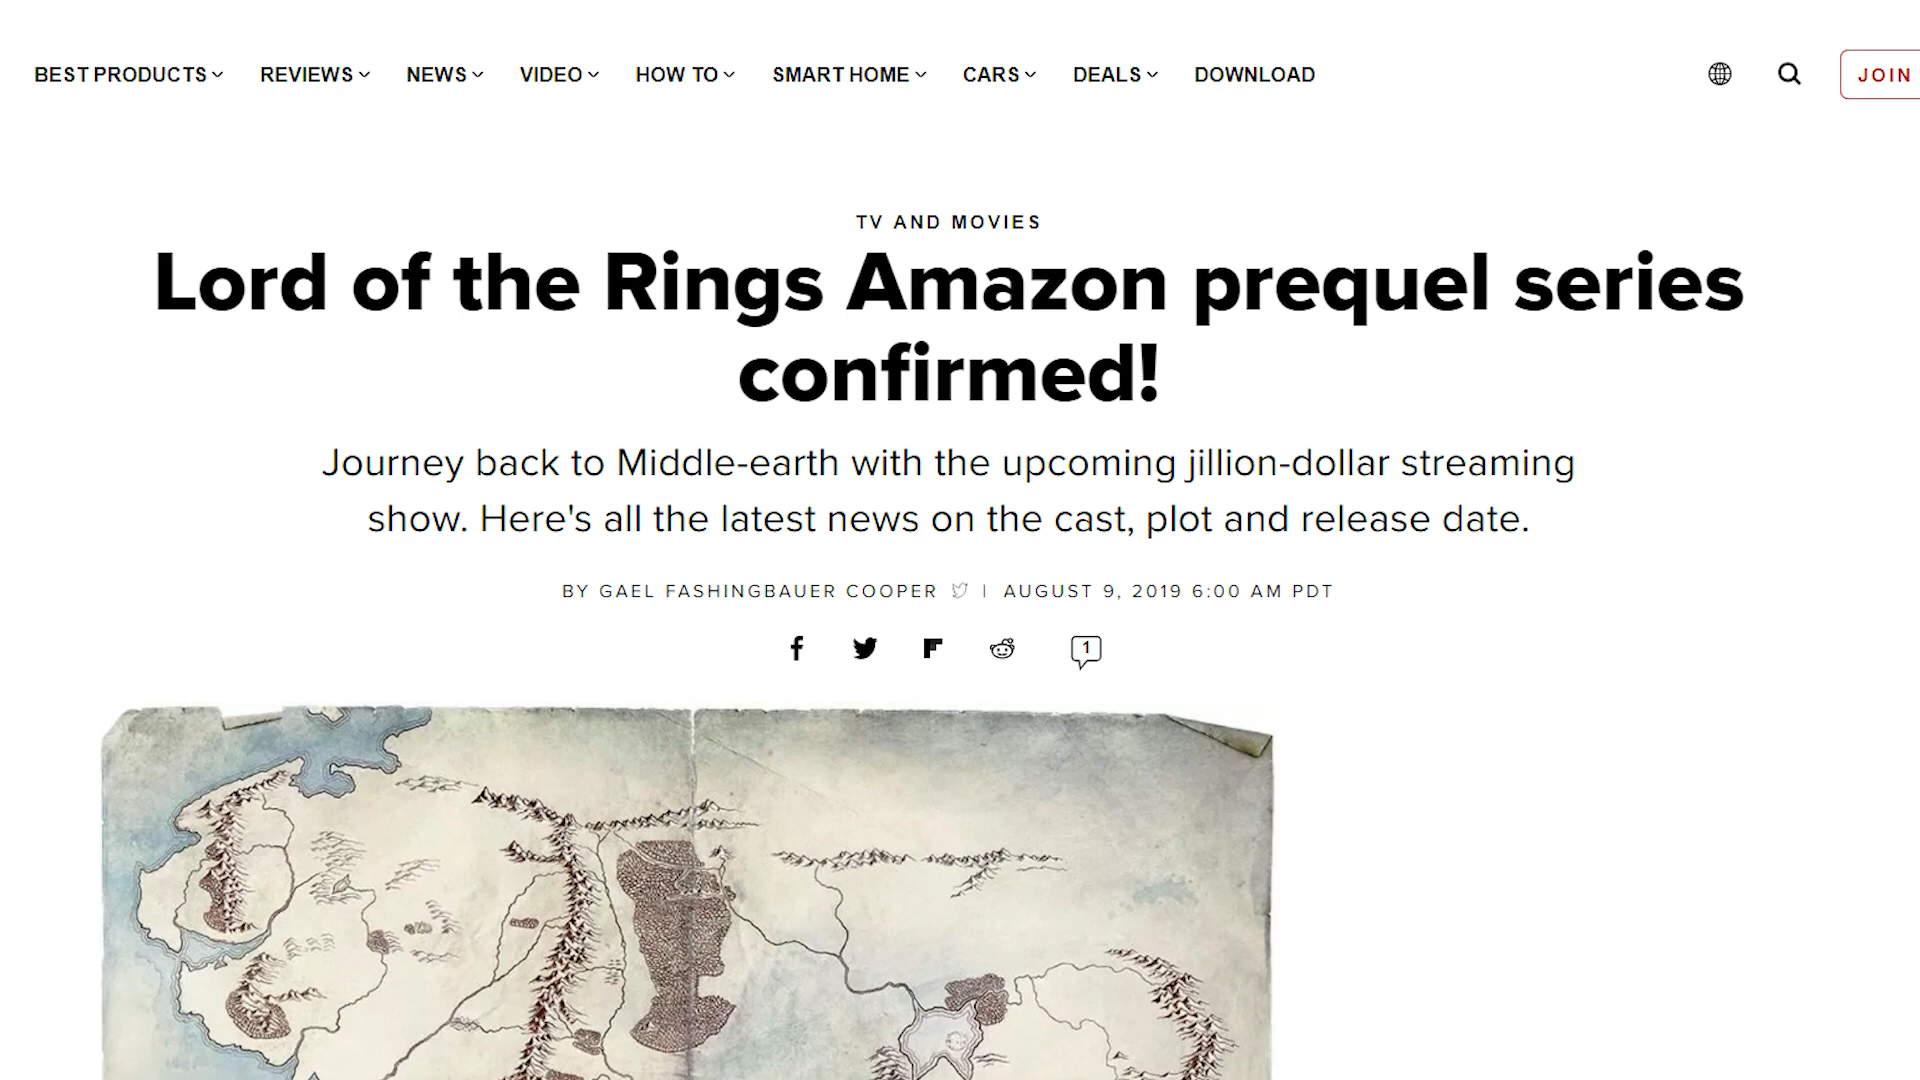 BEST PRODUCTS REVIEWS NEWS VIDEO HOW TO SMART HOME CARS DEALS DOWNLOAD JOIN
TV AND MOVIES
Lord of the Rings Amazon prequel series
confirmed!
Journey back to Middle-earth with the upcoming jillion-dollar streaming
show. Here's all the latest news on the cast, plot and release date.
BY GAEL FASHINGBAUER COOPER | AUGUST 9, 2019 6:00 AM PDT
1